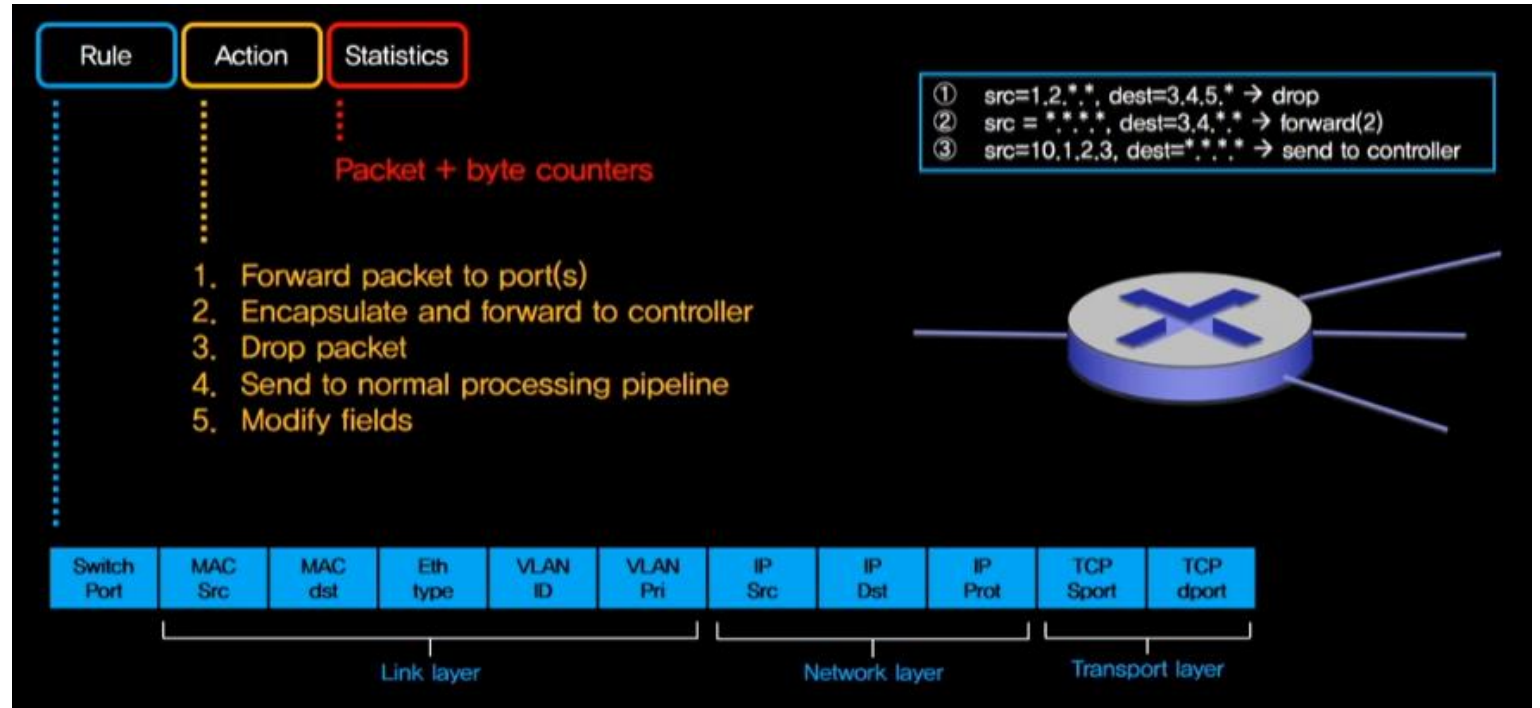 Rule Action Statistics
Packet + byte counters
① src=1.2.*.*, dest=3.4.5.* → drop
② src = *.*.*.*, dest=3.4.*.* → forward(2)
③ src=10.1.2.3, dest=*.*.*.* → send to controller
1. Forward packet to port(s)
2. Encapsulate and forward to controller
3. Drop packet
4. Send to normal processing pipeline
5. Modify fields
Switch MAC MAC Eth VLAN VLAN IP IP IP TCP TCP
Port Src dst type ID Pri Src Dst Prot Sport dport
Link layer Network layer Transport layer